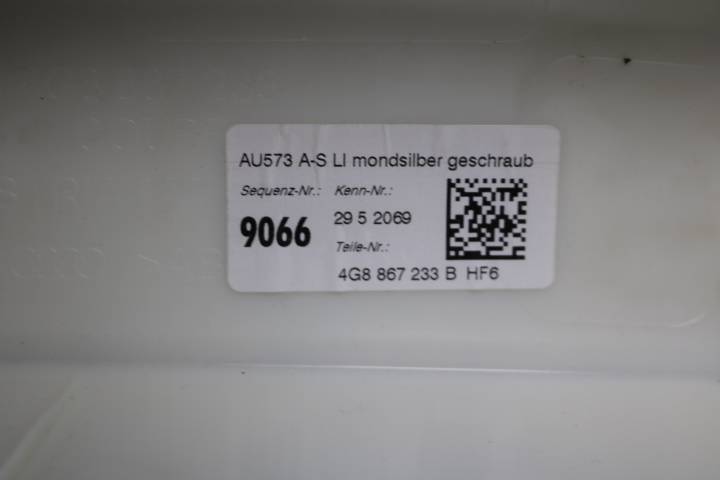 AU573 A-S LI mondsilber geschraub
Sequenz-Nr.: Kenn-Nr.:
9066 29 5 2069
Teile-Nr.:
4G8 867 233 B HF6